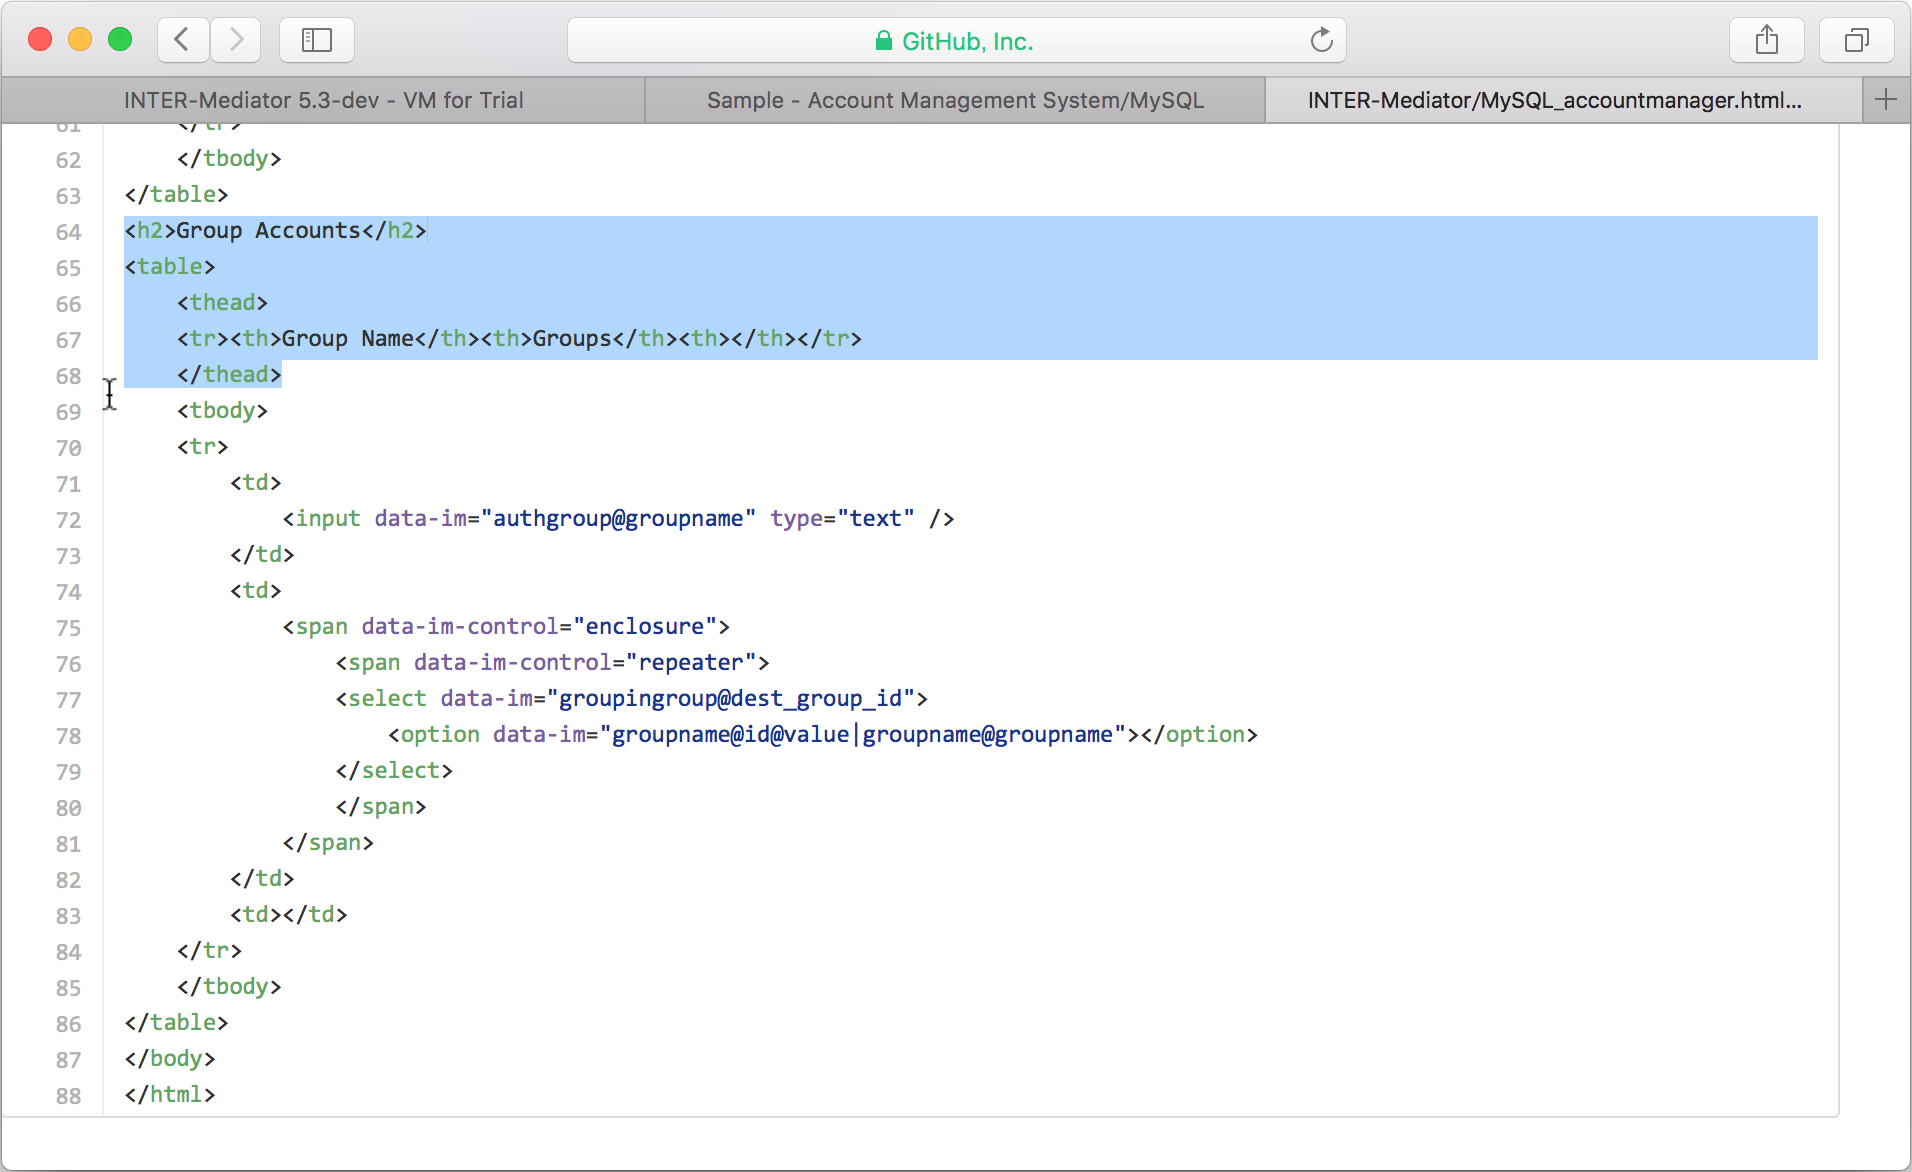 GitHub, Inc.
INTER-Mediator 5.3-dev - VM for Trial
Sample - Account Management System/MySQL
INTER-Mediator/MySQL_accountmanager.html...
61 </tr>
62 </tbody>
63 </table>
64 <h2>Group Accounts</h2>
65 <table>
66 <thead>
67 <tr><th>Group Name</th><th>Groups</th><th></th></tr>
68 </thead>
69 <tbody>
70 <tr>
71 <td>
72 <input data-im="authgroup@groupname" type="text" />
73 </td>
74 <td>
75 <span data-im-control="enclosure">
76 <span data-im-control="repeater">
77 <select data-im="groupingroup@dest_group_id">
78 <option data-im="groupname@id@value|groupname@groupname"></option>
79 </select>
80 </span>
81 </span>
82 </td>
83 <td></td>
84 </tr>
85 </tbody>
86 </table>
87 </body>
88 </html>